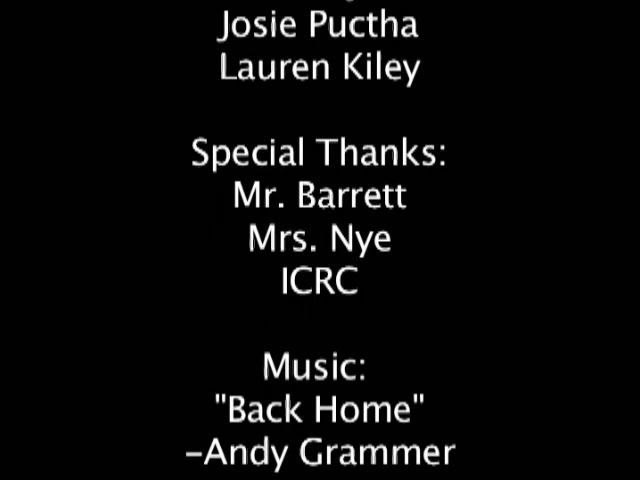 Josie Puctha
Lauren Kiley
Special Thanks:
Mr. Barrett
Mrs. Nye
ICRC
Music:
"Back Home"
-Andy Grammer